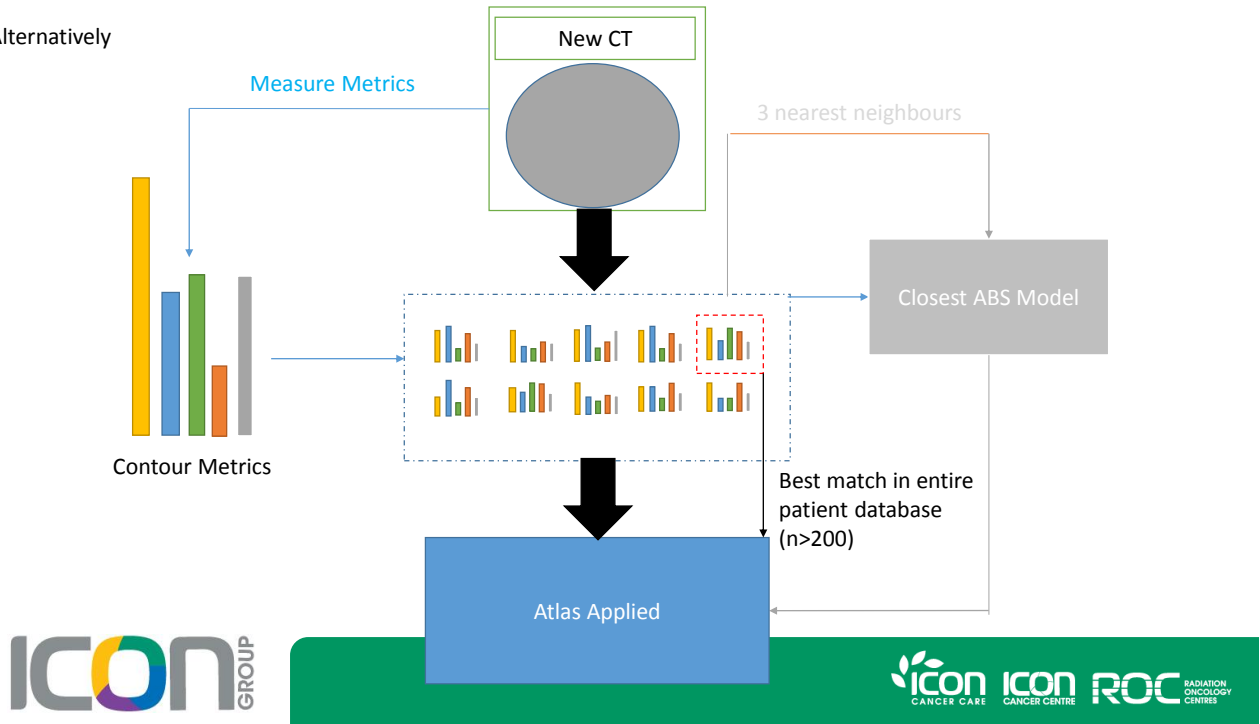 Alternatively
New CT
Measure Metrics
3 nearest neighbours
Closest ABS Model
Contour Metrics
Best match in entire
patient database
(n>200)
Atlas Applied
ICON
GROUP
icon
CANCER CARE
ICON
CANCER CENTRE
ROC
RADIATION
ONCOLOGY
CENTRES